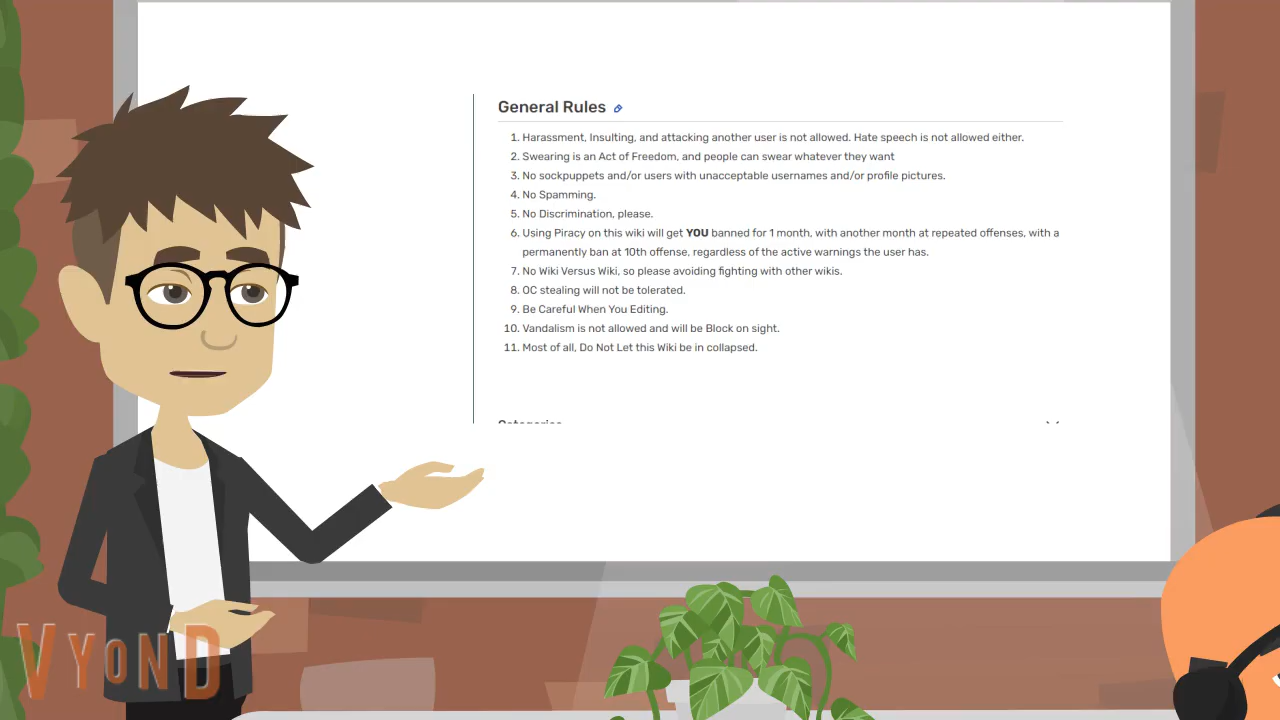 General Rules
1. Harassment, Insulting, and attacking another user is not allowed. Hate speech is not allowed either.
2. Swearing is an Act of Freedom, and people can swear whatever they want
3. No sockpuppets and/or users with unacceptable usernames and/or profile pictures.
4. No Spamming.
5. No Discrimination, please.
6. Using Piracy on this wiki will get YOU banned for 1 month, with another month at repeated offenses, with a
permanently ban at 10th offense, regardless of the active warnings the user has.
7. No Wiki Versus Wiki, so please avoiding fighting with other wikis.
8. OC stealing will not be tolerated.
9. Be Careful When You Editing.
10. Vandalism is not allowed and will be Block on sight.
11. Most of all, Do Not Let this Wiki be in collapsed.
Categories
VYOND